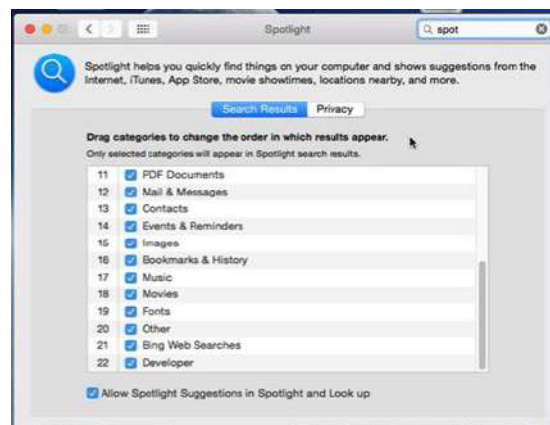 Spotlight
spot
Spotlight helps you quickly find things on your computer and shows suggestions from the
Internet, iTunes, App Store, movie showtimes, locations nearby, and more.
Search Results Privacy
Drag categories to change the order in which results appear.
Only selected categories will appear in Spotlight search results.
11 PDF Documents
12 Mail & Messages
13 Contacts
14 Events & Reminders
15 Images
16 Bookmarks & History
17 Music
18 Movies
19 Fonts
20 Other
21 Bing Web Searches
22 Developer
Allow Spotlight Suggestions in Spotlight and Look up